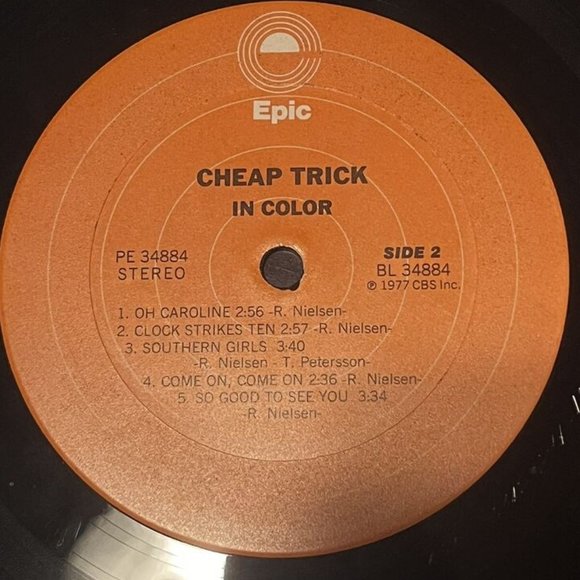 Epic
CHEAP TRICK
IN COLOR
PE 34884
STEREO
SIDE 2
BL 34884
℗ 1977 CBS Inc.
1. OH CAROLINE 2:56 -R. Nielsen-
2. CLOCK STRIKES TEN 2:57 -R. Nielsen-
3. SOUTHERN GIRLS 3:40
-R. Nielsen - T. Petersson-
4. COME ON, COME ON 2:36 -R. Nielsen-
5. SO GOOD TO SEE YOU 3:34
-R. Nielsen-